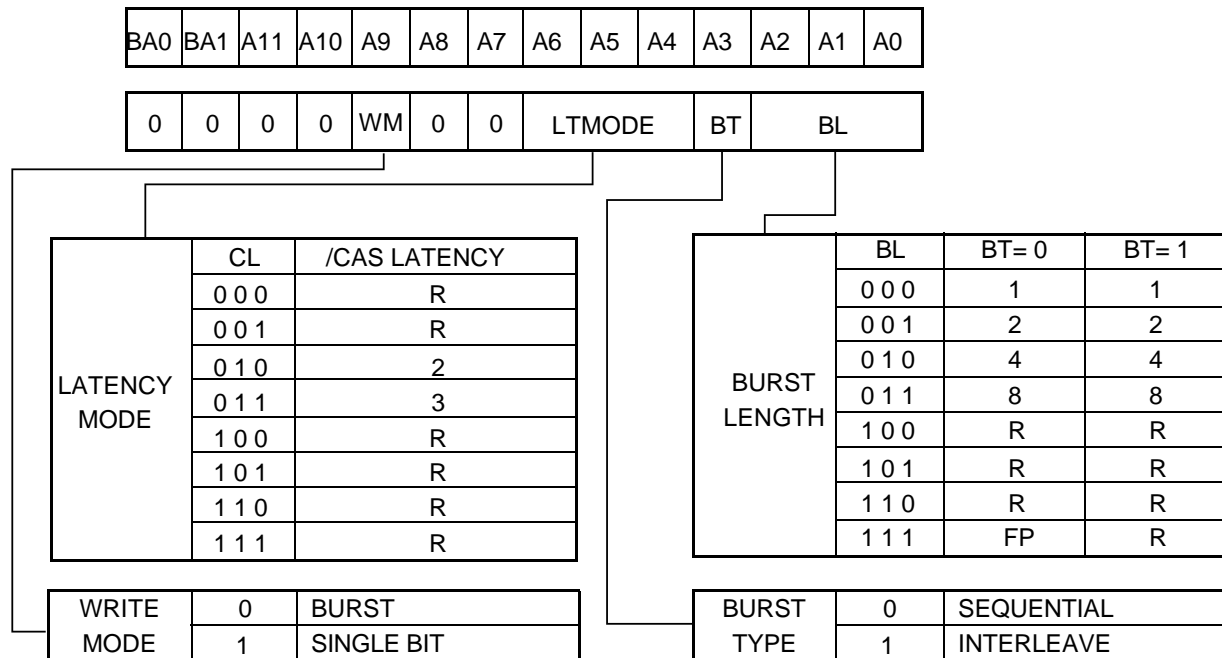 BA0 BA1 A11 A10 A9 A8 A7 A6 A5 A4 A3 A2 A1 A0
0 0 0 0 WM 0 0 LTMODE BT BL
LATENCY MODE
CL /CAS LATENCY
0 0 0 R
0 0 1 R
0 1 0 2
0 1 1 3
1 0 0 R
1 0 1 R
1 1 0 R
1 1 1 R
BURST LENGTH
BL BT= 0 BT= 1
0 0 0 1 1
0 0 1 2 2
0 1 0 4 4
0 1 1 8 8
1 0 0 R R
1 0 1 R R
1 1 0 R R
1 1 1 FP R
WRITE MODE
0 BURST
1 SINGLE BIT
BURST TYPE
0 SEQUENTIAL
1 INTERLEAVE